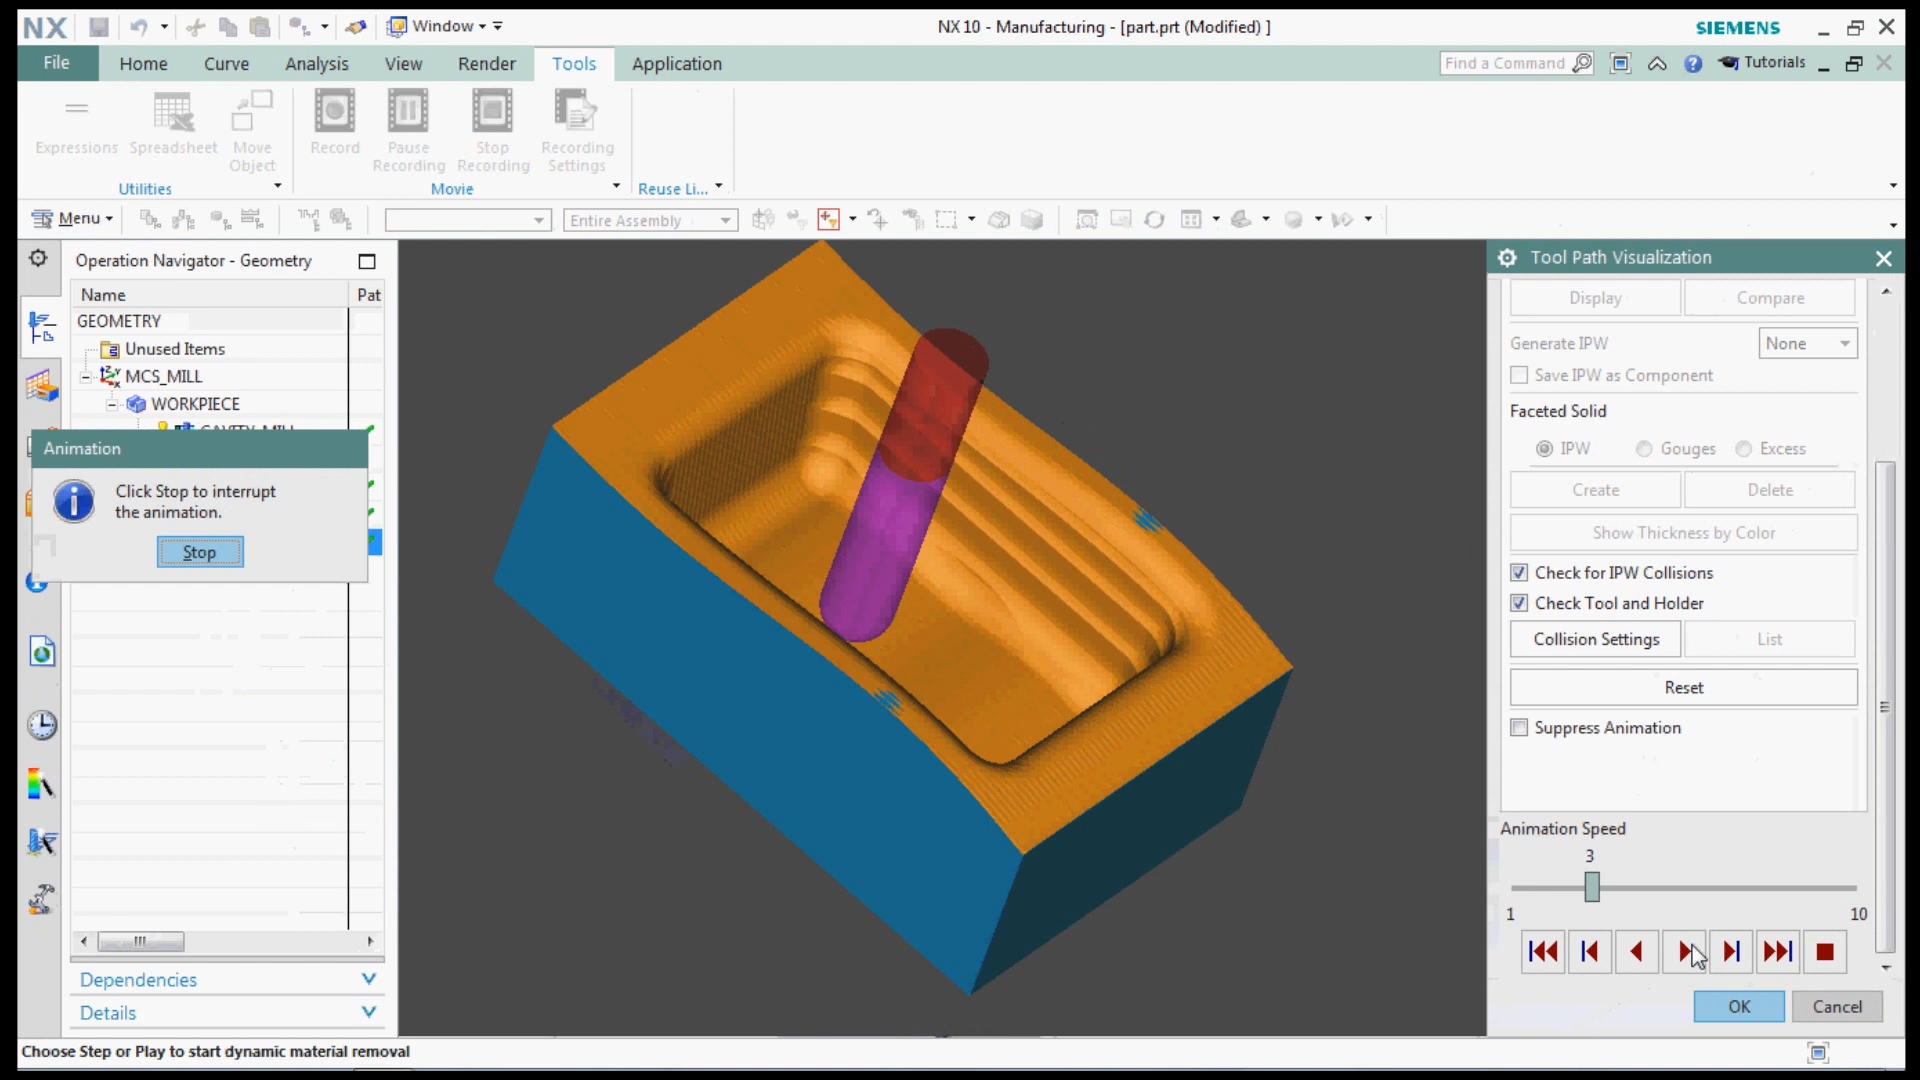 NX
Window
NX 10 - Manufacturing - [part.prt (Modified) ]
SIEMENS
File
Home
Curve
Analysis
View
Render
Tools
Application
Find a Command
Tutorials
Expressions
Spreadsheet
Move
Object
Record
Pause
Recording
Stop
Recording
Recording
Settings
Utilities
Movie
Reuse Li...
Menu
Entire Assembly
Operation Navigator - Geometry
Name
Pat
GEOMETRY
Unused Items
MCS_MILL
WORKPIECE
CAVITY_MILL
Animation
Click Stop to interrupt
the animation.
Stop
Dependencies
Details
Tool Path Visualization
Display
Compare
Generate IPW
None
Save IPW as Component
Faceted Solid
IPW
Gouges
Excess
Create
Delete
Show Thickness by Color
Check for IPW Collisions
Check Tool and Holder
Collision Settings
List
Reset
Suppress Animation
Animation Speed
3
1
10
OK
Cancel
Choose Step or Play to start dynamic material removal